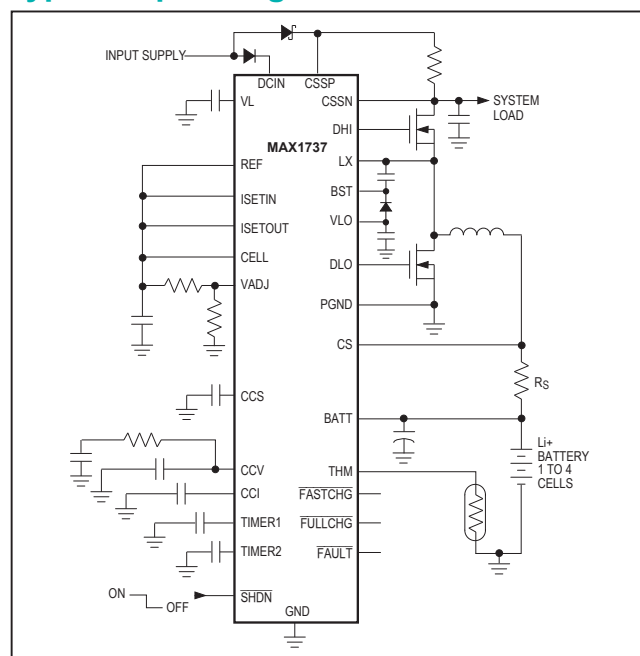 INPUT SUPPLY
DCIN
CSSP
VL
CSSN
SYSTEM
LOAD
DHI
MAX1737
REF
LX
ISETIN
BST
ISETOUT
VLO
CELL
DLO
VADJ
PGND
CS
RS
CCS
BATT
Li+
BATTERY
1 TO 4
CELLS
CCV
THM
CCI
FASTCHG
TIMER1
FULLCHG
TIMER2
FAULT
ON
OFF
SHDN
GND